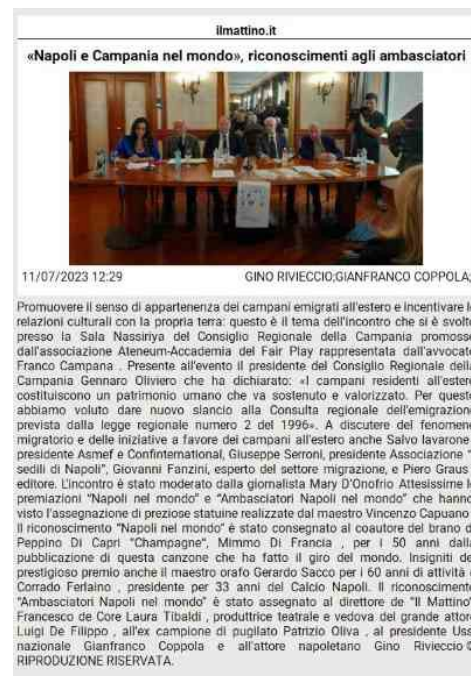 ilmattino.it
«Napoli e Campania nel mondo», riconoscimenti agli ambasciatori
11/07/2023 12:29 GINO RIVIECCIO;GIANFRANCO COPPOLA;
Promuovere il senso di appartenenza dei campani emigrati all'estero e incentivare le
relazioni culturali con la propria terra: questo è il tema dell'incontro che si è svolto
presso la Sala Nassiriya del Consiglio Regionale della Campania promosso
dall'associazione Ateneum-Accademia del Fair Play rappresentata dall'avvocato
Franco Campana . Presente all'evento il presidente del Consiglio Regionale della
Campania Gennaro Oliviero che ha dichiarato: «I campani residenti all'estero
costituiscono un patrimonio umano che va sostenuto e valorizzato. Per questo
abbiamo voluto dare nuovo slancio alla Consulta regionale dell'emigrazione
prevista dalla legge regionale numero 2 del 1996». A discutere del fenomeno
migratorio e delle iniziative a favore dei campani all'estero anche Salvo Iavarone
presidente Asmef e Confinternational, Giuseppe Serroni, presidente Associazione "I
sedili di Napoli", Giovanni Fanzini, esperto del settore migrazione, e Piero Graus
editore. L'incontro è stato moderato dalla giornalista Mary D'Onofrio Attesissime le
premiazioni "Napoli nel mondo" e "Ambasciatori Napoli nel mondo" che hanno
visto l'assegnazione di preziose statuine realizzate dal maestro Vincenzo Capuano
Il riconoscimento "Napoli nel mondo" è stato consegnato al coautore del brano di
Peppino Di Capri "Champagne", Mimmo Di Francia , per i 50 anni dalla
pubblicazione di questa canzone che ha fatto il giro del mondo. Insigniti del
prestigioso premio anche il maestro orafo Gerardo Sacco per i 60 anni di attività
Corrado Ferlaino , presidente per 33 anni del Calcio Napoli. Il riconoscimento
"Ambasciatori Napoli nel mondo" è stato assegnato al direttore de "Il Mattino"
Francesco de Core Laura Tibaldi , produttrice teatrale e vedova del grande attore
Luigi De Filippo , all'ex campione di pugilato Patrizio Oliva , al presidente Ussi
nazionale Gianfranco Coppola e all'attore napoletano Gino Rivieccio ©
RIPRODUZIONE RISERVATA.